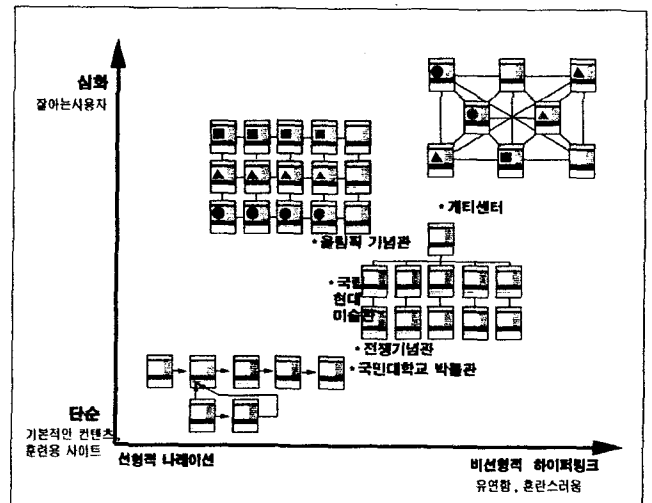 심화
잘아는사용자
• 게티센터
• 올림픽 기념관
• 국립
현대
미술관
• 전쟁기념관
• 국민대학교 박물관
단순
기본적인 컨텐츠
훈련용 사이트
선형적 나레이션
비선형적 하이퍼링크
유연함, 혼란스러움